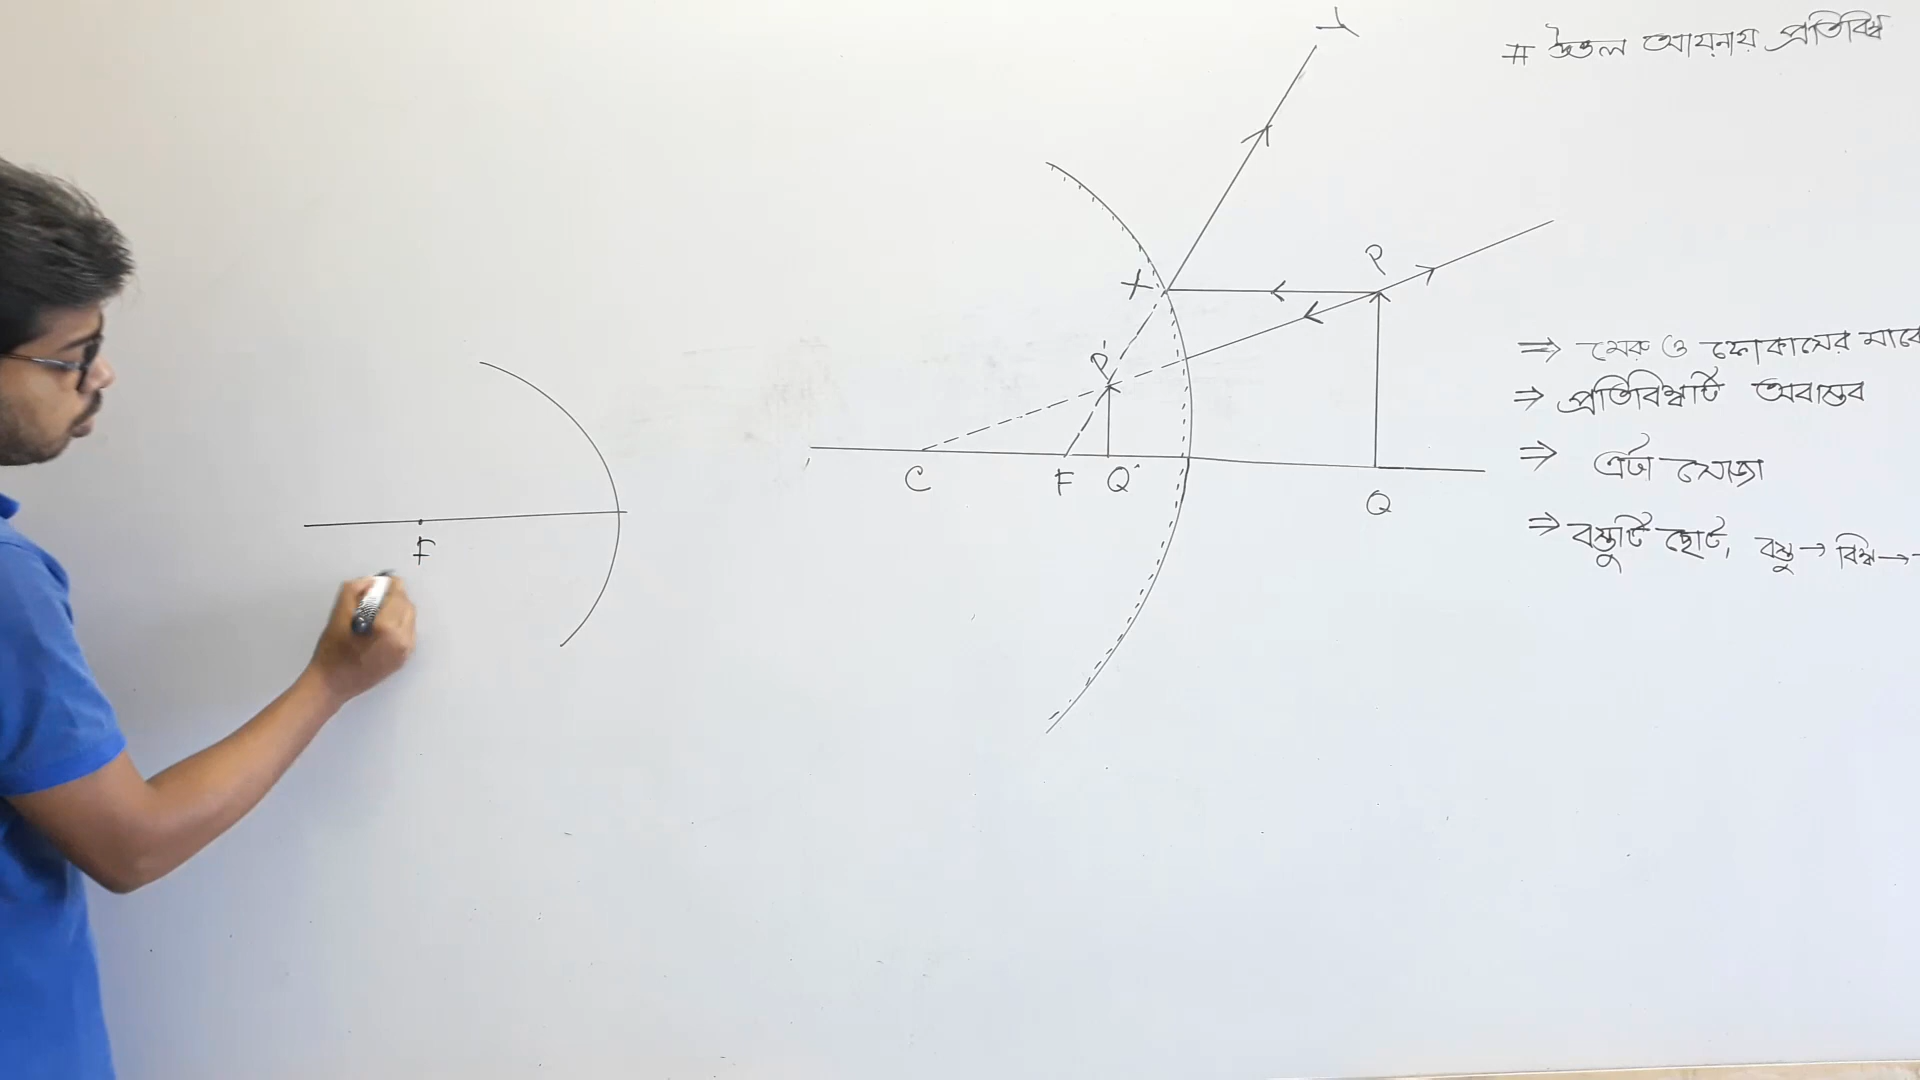 # উত্তল আয়নায় প্রতিবিম্ব
Y
P
X
P'
⇒ মেরু ও ফোকাসের মাঝে
⇒ প্রতিবিম্বটি অবাস্তব
C F Q' Q
⇒ এটা সোজা
F
⇒ বস্তুটি ছোট, বস্তু → বিম্ব →